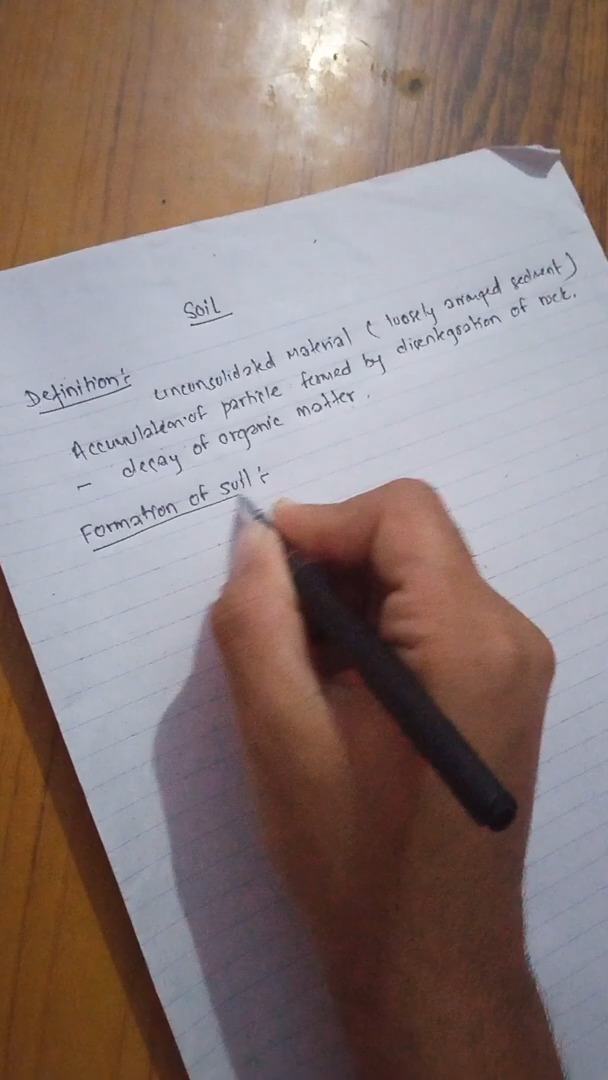 Soil
Definition:- unconsolidated Material ( loosely arranged sediment )
Accumulation of particle formed by disentegration of rock.
- decay of organic matter.
Formation of soil:-